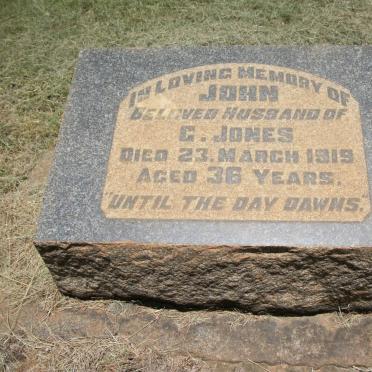 In Loving Memory of
John
Beloved Husband of
C. Jones
Died 23. March 1919
Aged 36 Years.
"Until the day dawns."